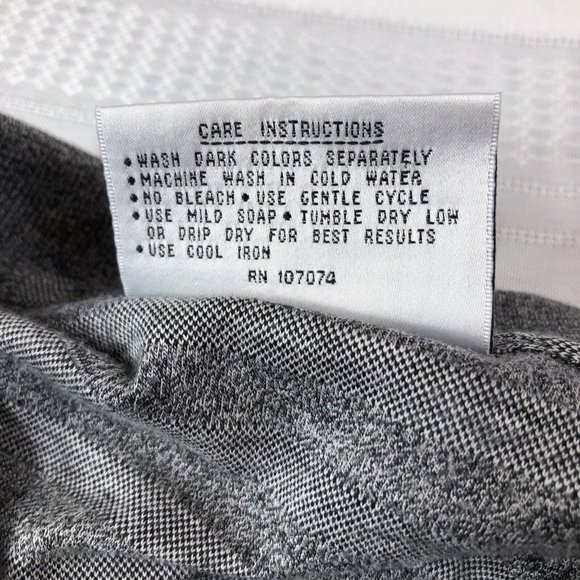 CARE INSTRUCTIONS
• WASH DARK COLORS SEPARATELY
• MACHINE WASH IN COLD WATER
• NO BLEACH • USE GENTLE CYCLE
• USE MILD SOAP • TUMBLE DRY LOW
OR DRIP DRY FOR BEST RESULTS
• USE COOL IRON
RN 107074